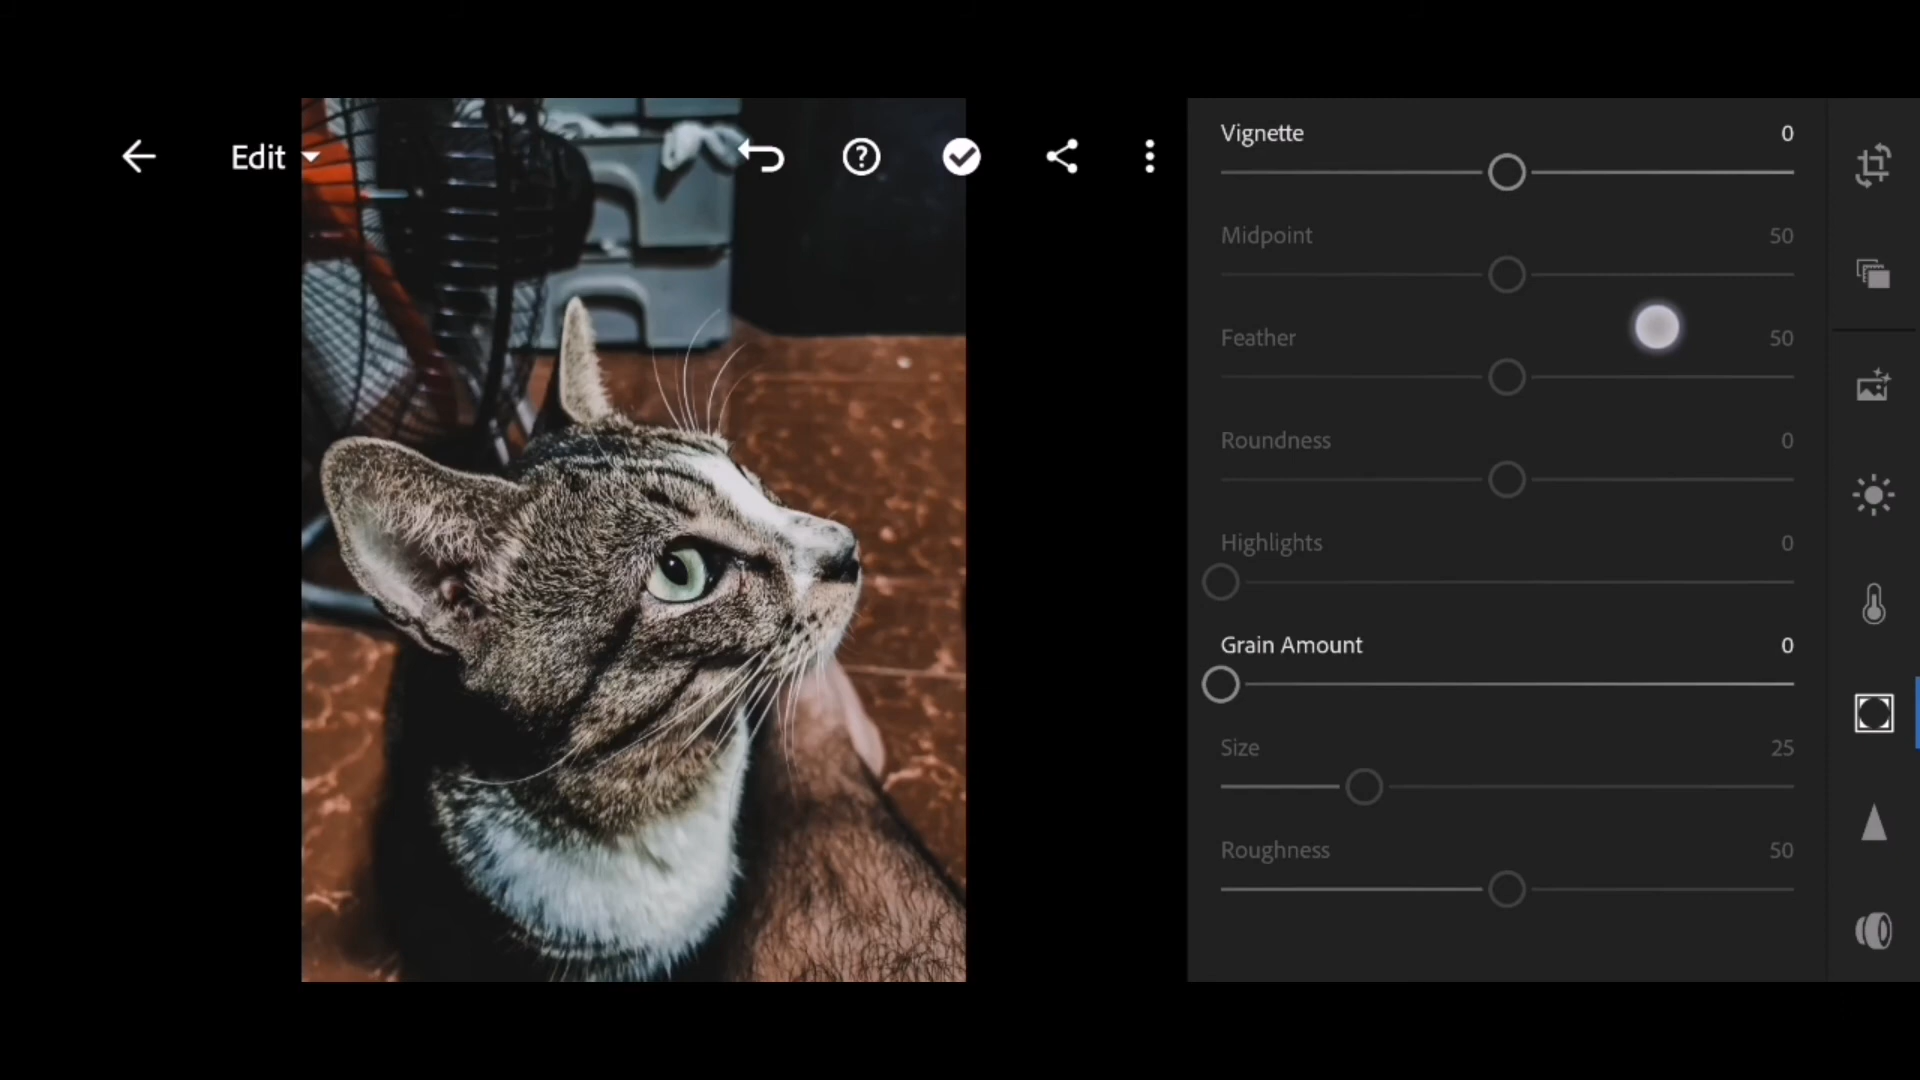 Edit
Vignette 0
Midpoint 50
Feather 50
Roundness 0
Highlights 0
Grain Amount 0
Size 25
Roughness 50